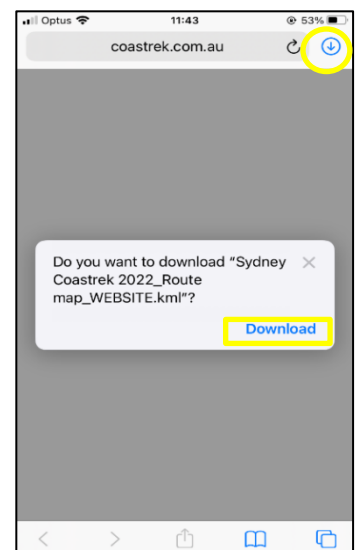 Optus 11:43 53%
coastrek.com.au
Do you want to download "Sydney
Coastrek 2022_Route
map_WEBSITE.kml"?
Download